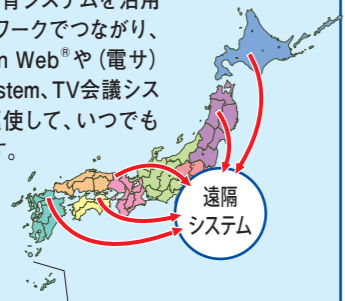 育システムを活用
ワークでつながり、
n Web®や（電サ）
stem、TV会議シス
使して、いつでも
す。
遠隔
システム